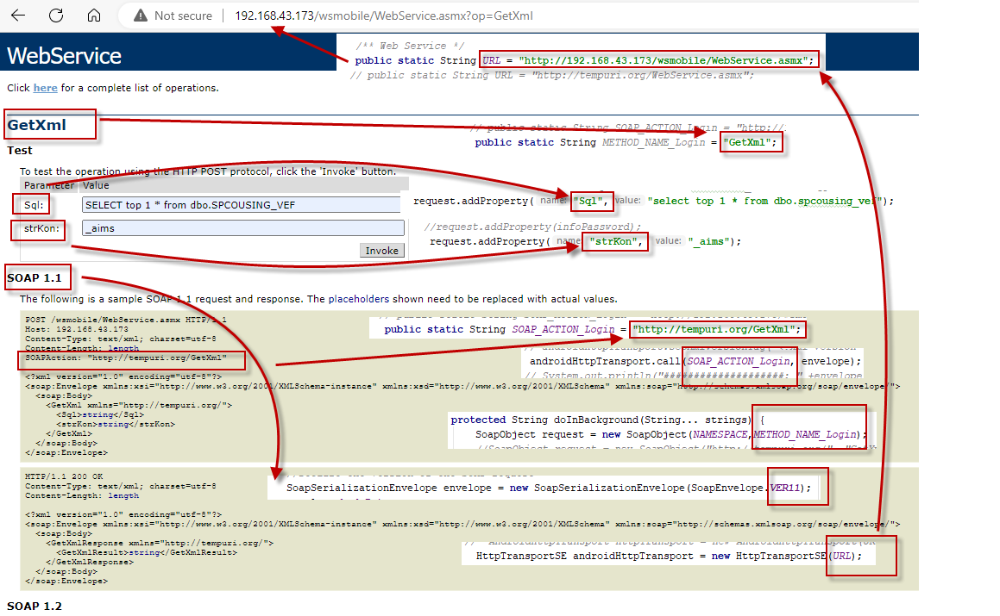 Not secure 192.168.43.173/wsmobile/WebService.asmx?op=GetXml
WebService
/** Web Service */
public static String URL = "http://192.168.43.173/wsmobile/WebService.asmx";
// public static String URL = "http://tempuri.org/WebService.asmx";
Click here for a complete list of operations.
GetXml
// public static String SOAP_ACTION_Login = "http://
public static String METHOD_NAME_Login = "GetXml";
Test
To test the operation using the HTTP POST protocol, click the 'Invoke' button.
Parameter Value
Sql: SELECT top 1 * from dbo.SPCOUSING_VEF
request.addProperty( name: "Sql", value: "select top 1 * from dbo.spcousing_vef");
strKon: _aims
//request.addProperty(infoPassword);
request.addProperty( name: "strKon", value: "_aims");
Invoke
SOAP 1.1
The following is a sample SOAP 1.1 request and response. The placeholders shown need to be replaced with actual values.
POST /wsmobile/WebService.asmx HTTP/1.1
Host: 192.168.43.173
Content-Type: text/xml; charset=utf-8
Content-Length: length
SOAPAction: "http://tempuri.org/GetXml"
public static String SOAP_ACTION_Login = "http://tempuri.org/GetXml";
androidHttpTransport.call(SOAP_ACTION_Login, envelope);
// System.out.println("####################: " +envelope
<?xml version="1.0" encoding="utf-8"?>
<soap:Envelope xmlns:xsi="http://www.w3.org/2001/XMLSchema-instance" xmlns:xsd="http://www.w3.org/2001/XMLSchema" xmlns:soap="http://schemas.xmlsoap.org/soap/envelope/">
<soap:Body>
<GetXml xmlns="http://tempuri.org/">
<Sql>string</Sql>
<strKon>string</strKon>
</GetXml>
</soap:Body>
</soap:Envelope>
protected String doInBackground(String... strings) {
SoapObject request = new SoapObject(NAMESPACE,METHOD_NAME_Login);
HTTP/1.1 200 OK
Content-Type: text/xml; charset=utf-8
Content-Length: length
SoapSerializationEnvelope envelope = new SoapSerializationEnvelope(SoapEnvelope.VER11);
<?xml version="1.0" encoding="utf-8"?>
<soap:Envelope xmlns:xsi="http://www.w3.org/2001/XMLSchema-instance" xmlns:xsd="http://www.w3.org/2001/XMLSchema" xmlns:soap="http://schemas.xmlsoap.org/soap/envelope/">
<soap:Body>
<GetXmlResponse xmlns="http://tempuri.org/">
<GetXmlResult>string</GetXmlResult>
</GetXmlResponse>
</soap:Body>
</soap:Envelope>
HttpTransportSE androidHttpTransport = new HttpTransportSE(URL);
SOAP 1.2